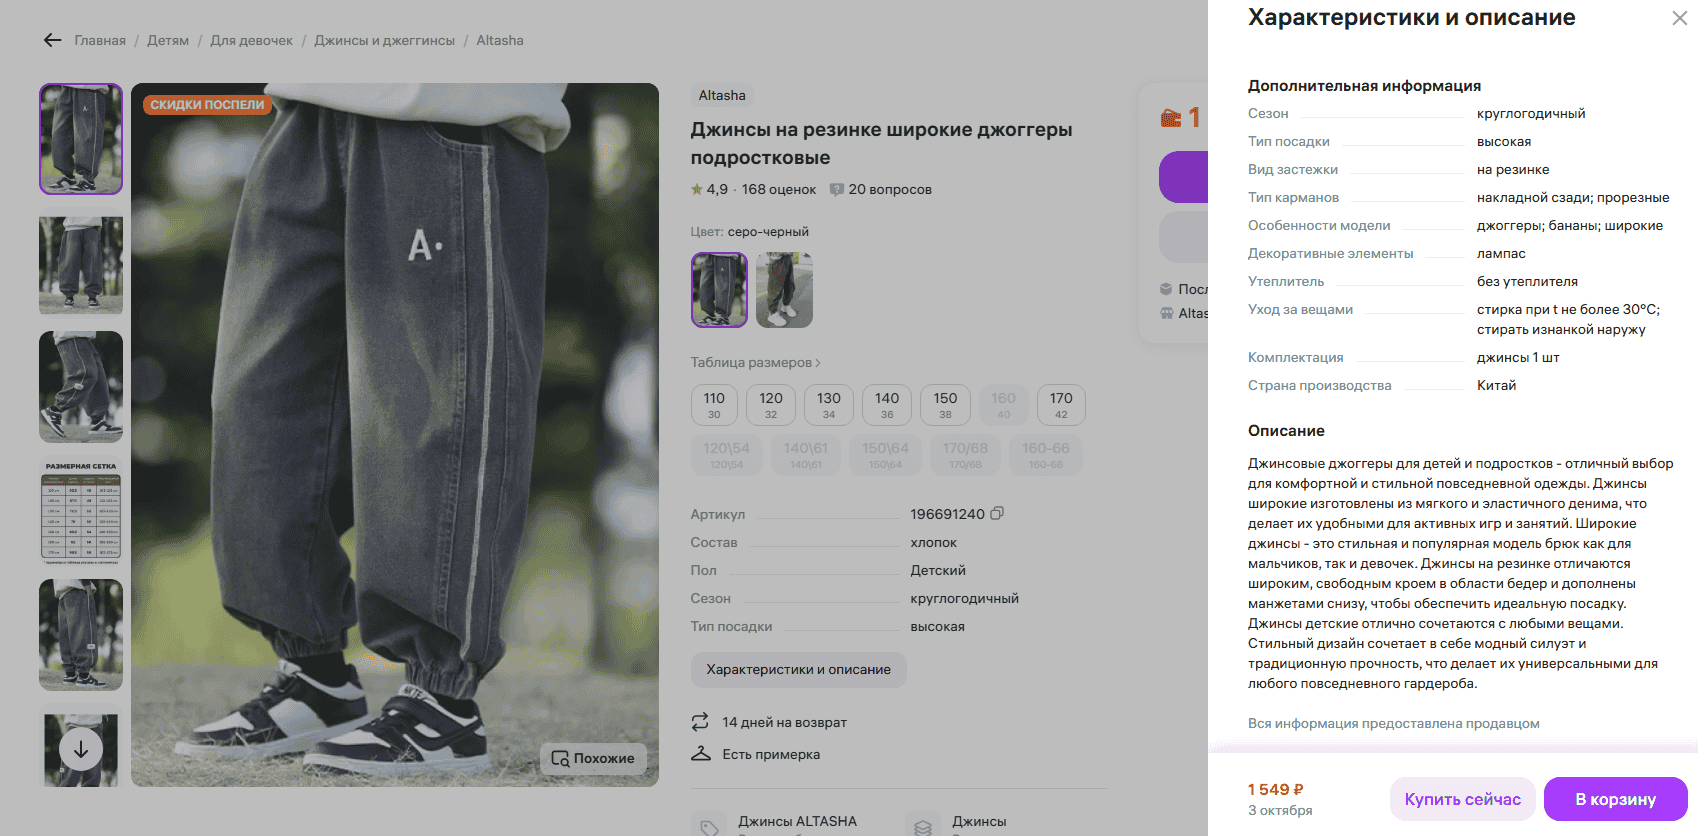 Главная / Детям / Для девочек / Джинсы и джеггинсы / Altasha
СКИДКИ ПОСПЕЛИ
A.
РАЗМЕРНАЯ СЕТКА
Похожие
Altasha
Джинсы на резинке широкие джоггеры
подростковые
4,9 · 168 оценок 20 вопросов
Цвет: серо-черный
Таблица размеров
110 120 130 140 150 160 170
30 32 34 36 38 40 42
120\54 140\61 150\64 170/68 160-66
120\54 140\61 150\64 170/68 160-66
Артикул 196691240
Состав хлопок
Пол Детский
Сезон круглогодичный
Тип посадки высокая
Характеристики и описание
14 дней на возврат
Есть примерка
Джинсы ALTASHA Джинсы
1
Посл
Altas
Характеристики и описание
Дополнительная информация
Сезон круглогодичный
Тип посадки высокая
Вид застежки на резинке
Тип карманов накладной сзади; прорезные
Особенности модели джоггеры; бананы; широкие
Декоративные элементы лампас
Утеплитель без утеплителя
Уход за вещами стирка при t не более 30°C;
стирать изнанкой наружу
Комплектация джинсы 1 шт
Страна производства Китай
Описание
Джинсовые джоггеры для детей и подростков - отличный выбор
для комфортной и стильной повседневной одежды. Джинсы
широкие изготовлены из мягкого и эластичного денима, что
делает их удобными для активных игр и занятий. Широкие
джинсы - это стильная и популярная модель брюк как для
мальчиков, так и девочек. Джинсы на резинке отличаются
широким, свободным кроем в области бедер и дополнены
манжетами снизу, чтобы обеспечить идеальную посадку.
Джинсы детские отлично сочетаются с любыми вещами.
Стильный дизайн сочетает в себе модный силуэт и
традиционную прочность, что делает их универсальными для
любого повседневного гардероба.
Вся информация предоставлена продавцом
1 549 ₽
3 октября
Купить сейчас
В корзину